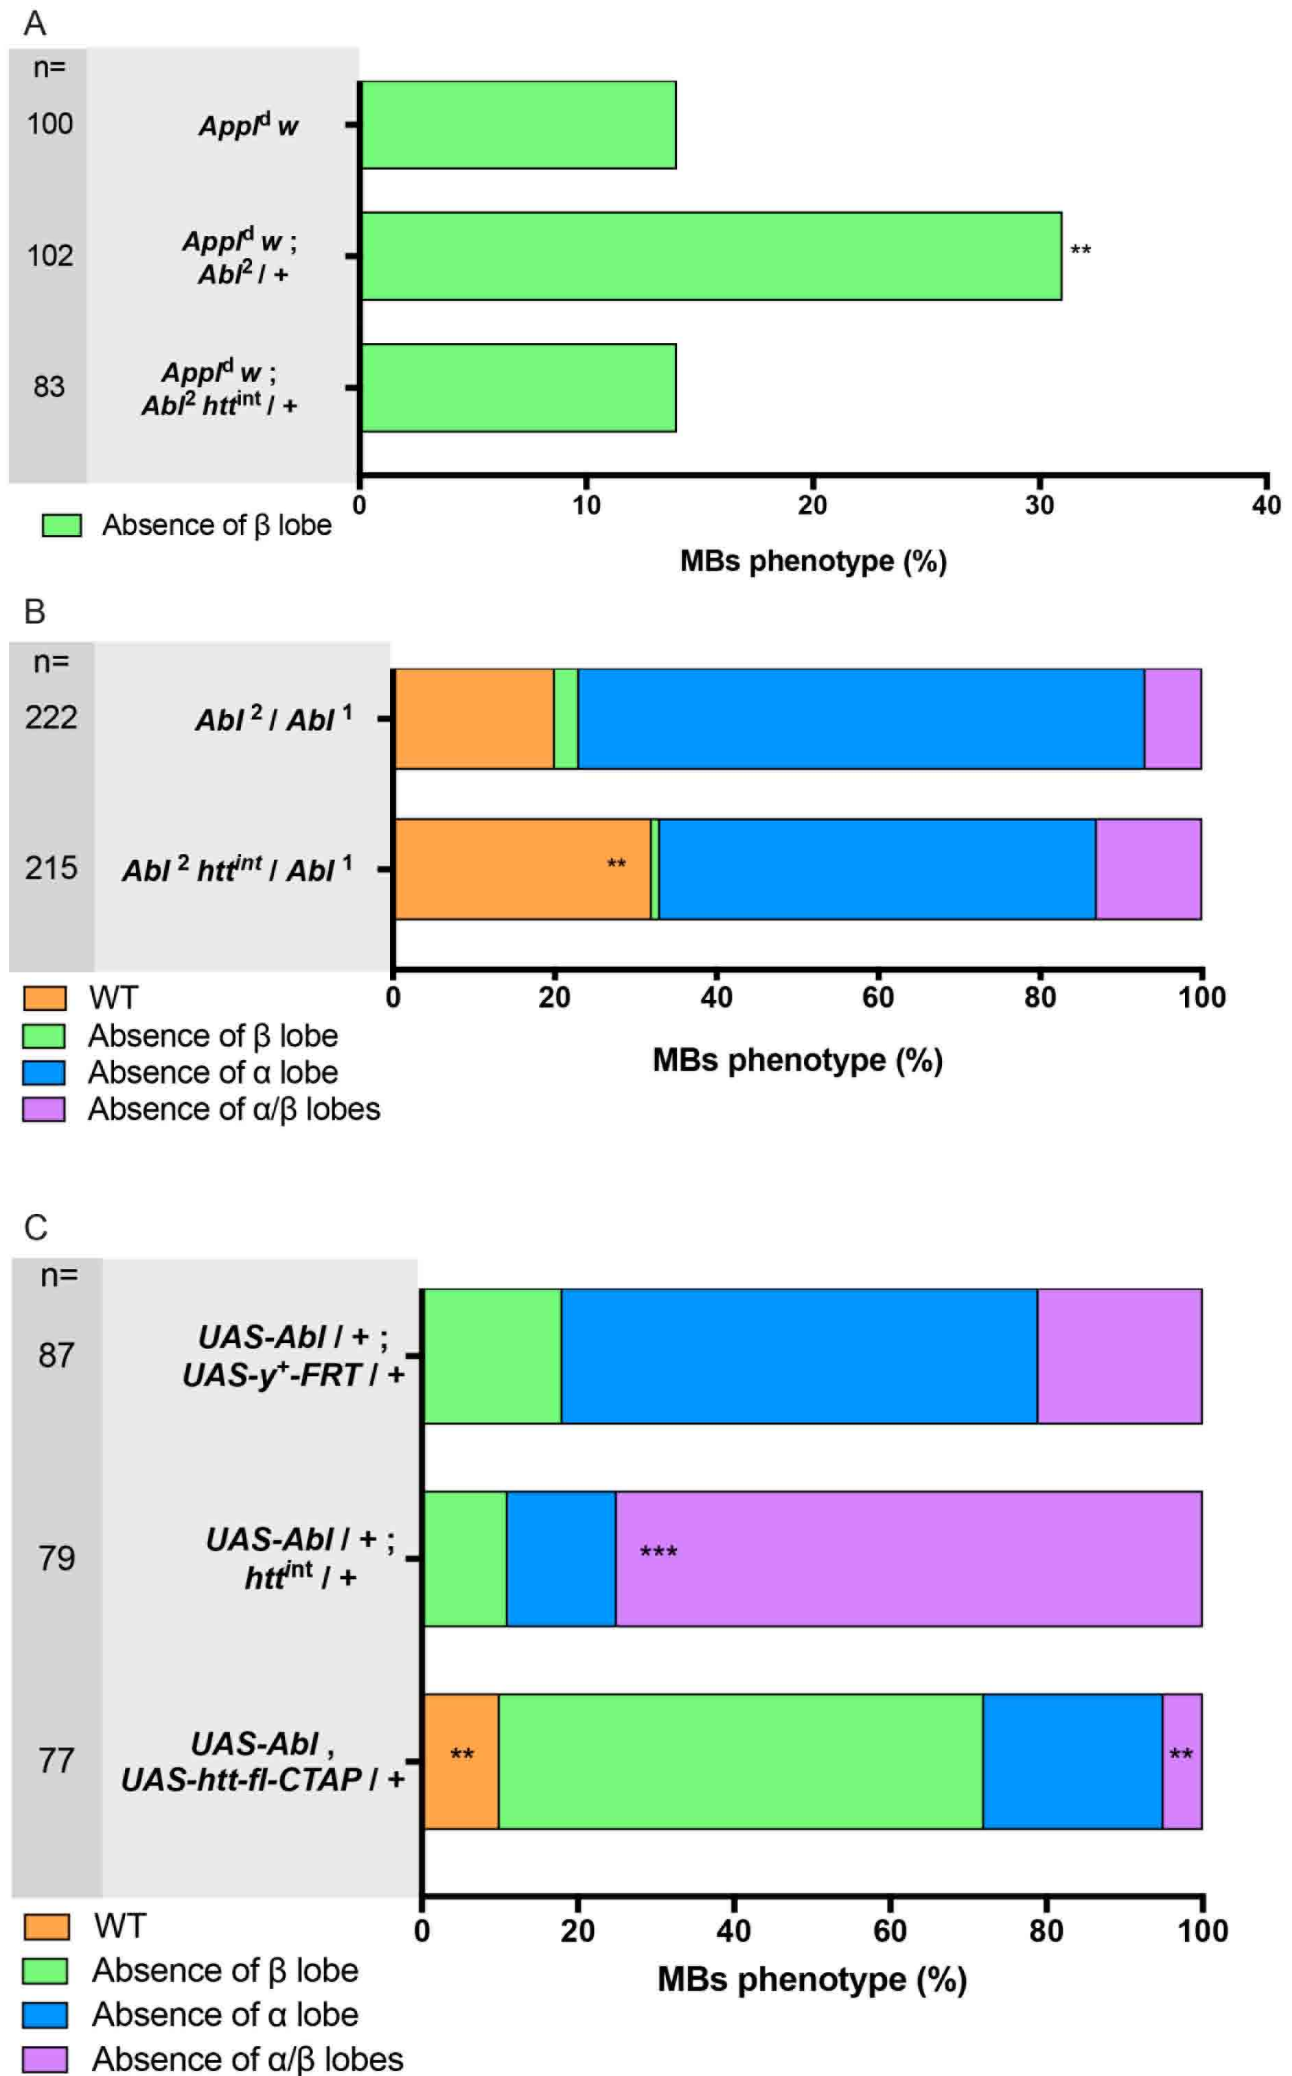 A
n=
100
Appl^d w
102
Appl^d w ;
Abl^2 / +
**
83
Appl^d w ;
Abl^2 htt^int / +
0 10 20 30 40
Absence of β lobe
MBs phenotype (%)
B
n=
222
Abl ^2 / Abl ^1
215
Abl ^2 htt^int / Abl ^1
**
0 20 40 60 80 100
WT
Absence of β lobe
Absence of α lobe
Absence of α/β lobes
MBs phenotype (%)
C
n=
87
UAS-Abl / + ;
UAS-y^+-FRT / +
79
UAS-Abl / + ;
htt^int / +
***
77
UAS-Abl ,
UAS-htt-fl-CTAP / +
** **
0 20 40 60 80 100
WT
Absence of β lobe
Absence of α lobe
Absence of α/β lobes
MBs phenotype (%)